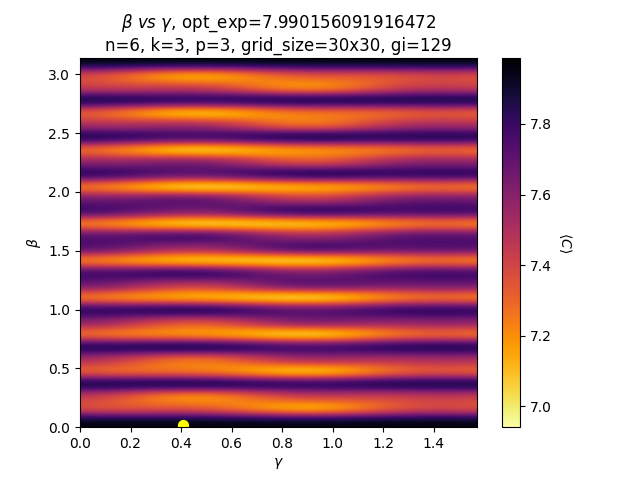 β vs γ, opt_exp=7.990156091916472
n=6, k=3, p=3, grid_size=30x30, gi=129
3.0
2.5
2.0
1.5
1.0
0.5
0.0
β
0.0 0.2 0.4 0.6 0.8 1.0 1.2 1.4
γ
7.8
7.6
7.4
7.2
7.0
⟨C⟩